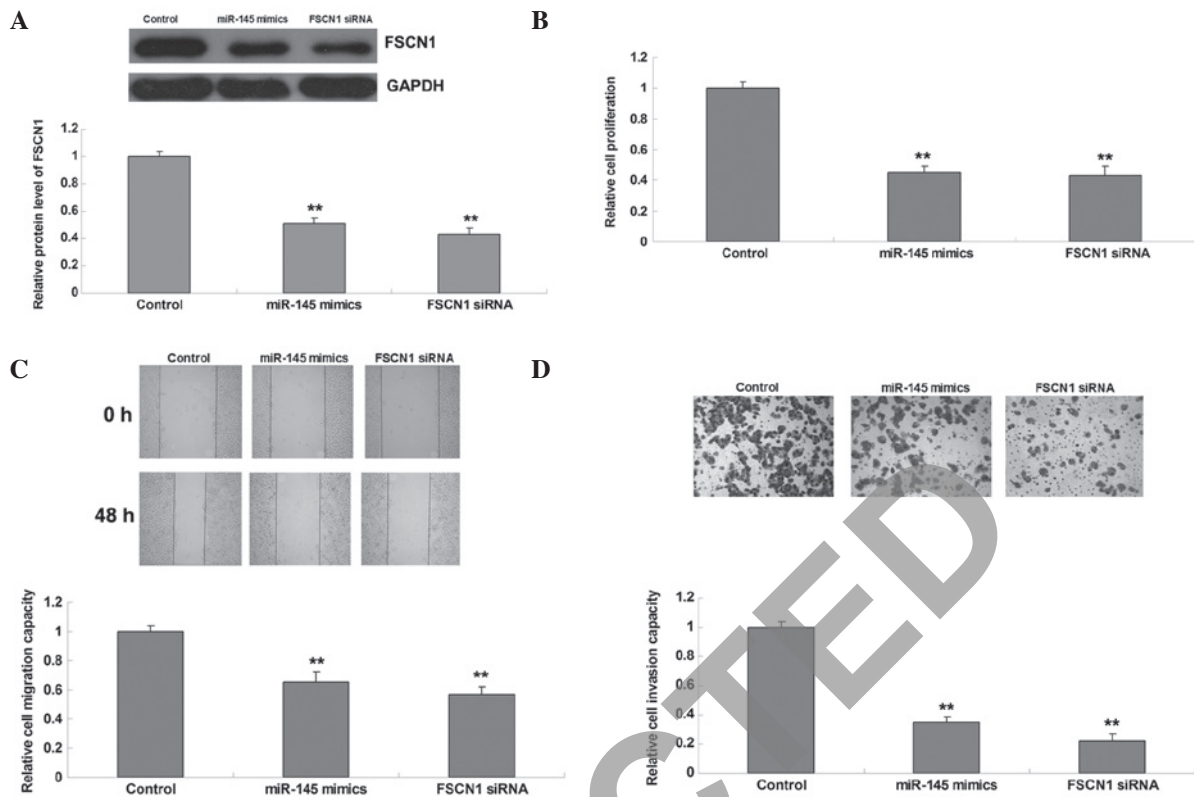 A
Control miR-145 mimics FSCN1 siRNA
FSCN1
GAPDH
Relative protein level of FSCN1
1.2
1
0.8
0.6
0.4
0.2
0
**
**
Control miR-145 mimics FSCN1 siRNA
B
Relative cell proliferation
1.2
1
0.8
0.6
0.4
0.2
0
**
**
Control miR-145 mimics FSCN1 siRNA
C
Control miR-145 mimics FSCN1 siRNA
0 h
48 h
Relative cell migration capacity
1.2
1
0.8
0.6
0.4
0.2
0
**
**
Control miR-145 mimics FSCN1 siRNA
D
Control miR-145 mimics FSCN1 siRNA
Relative cell invasion capacity
1.2
1
0.8
0.6
0.4
0.2
0
**
**
Control miR-145 mimics FSCN1 siRNA
CTED